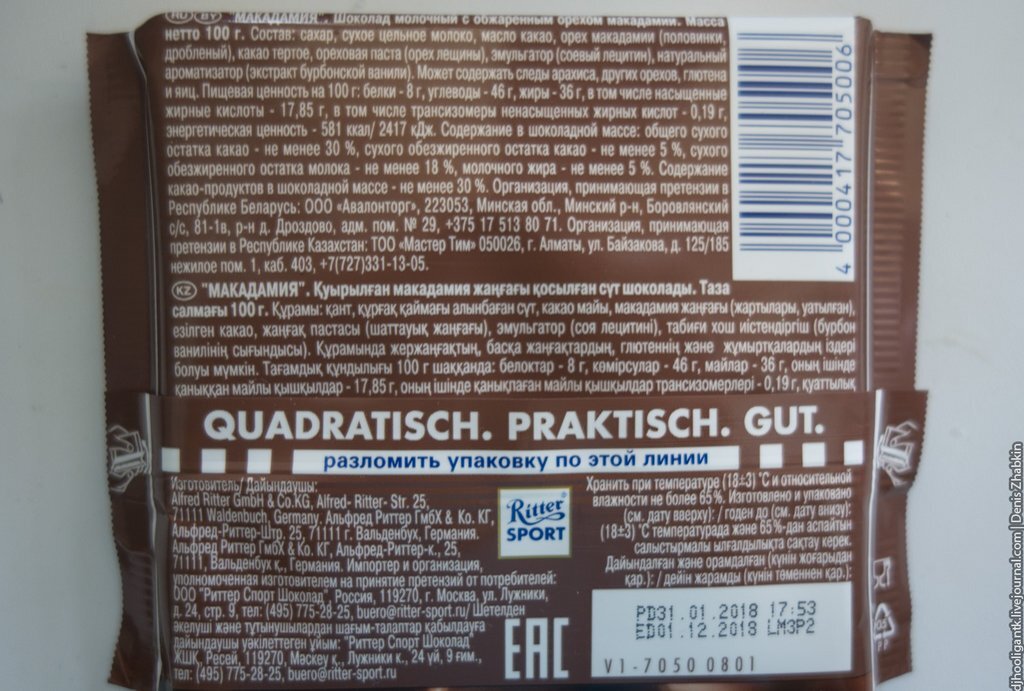 RU BY "МАКАДАМИЯ". Шоколад молочный с обжаренным орехом макадамии. Масса
нетто 100 г. Состав: сахар, сухое цельное молоко, масло какао, орех макадамии (половинки,
дробленый), какао тертое, ореховая паста (орех лещины), эмульгатор (соевый лецитин), натуральный
ароматизатор (экстракт бурбонской ванили). Может содержать следы арахиса, других орехов, глютена
и яиц. Пищевая ценность на 100 г: белки - 8 г, углеводы - 46 г, жиры - 36 г, в том числе насыщенные
жирные кислоты - 17,85 г, в том числе трансизомеры ненасыщенных жирных кислот - 0,19 г,
энергетическая ценность - 581 ккал/ 2417 кДж. Содержание в шоколадной массе: общего сухого
остатка какао - не менее 30 %, сухого обезжиренного остатка какао - не менее 5 %, сухого
обезжиренного остатка молока - не менее 18 %, молочного жира - не менее 5 %. Содержание
какао-продуктов в шоколадной массе - не менее 30 %. Организация, принимающая претензии в
Республике Беларусь: ООО «Авалонторг», 223053, Минская обл., Минский р-н, Боровлянский
с/с, 81-1в, р-н д. Дроздово, адм. пом. № 29, +375 17 513 80 71. Организация, принимающая
претензии в Республике Казахстан: ТОО «Мастер Тим» 050026, г. Алматы, ул. Байзакова, д. 125/185
нежилое пом. 1, каб. 403, +7(727)331-13-05.
4 000417 705006
KZ "МАКАДАМИЯ". Қуырылған макадамия жаңғағы қосылған сүт шоколады. Таза
салмағы 100 г. Құрамы: қант, құрғақ қаймағы алынбаған сүт, какао майы, макадамия жаңғағы (жартылары, уатылған),
езілген какао, жаңғақ пастасы (шаттауық жаңғағы), эмульгатор (соя лецитині), табиғи хош иістендіргіш (бурбон
ванилінің сығындысы). Құрамында жержаңғақтың, басқа жаңғақтардың, глютеннің және жұмыртқалардың іздері
болуы мүмкін. Тағамдық құндылығы 100 г шаққанда: белоктар - 8 г, көмірсулар - 46 г, майлар - 36 г, оның ішінде
қаныққан майлы қышқылдар - 17,85 г, оның ішінде қанықпаған майлы қышқылдар трансизомерлері - 0,19 г, қуаттылық
QUADRATISCH. PRAKTISCH. GUT.
разломить упаковку по этой линии
Изготовитель/ Дайындаушы:
Alfred Ritter GmbH & Co.KG, Alfred- Ritter- Str. 25,
71111 Waldenbuch, Germany, Альфред Риттер ГмбХ & Ко. КГ,
Альфред-Риттер-Штр. 25, 71111 г. Вальденбух, Германия.
Альфред Риттер ГмбХ & Ко. КГ, Альфред-Риттер-к., 25,
71111, Вальденбух қ., Германия. Импортер и организация,
уполномоченная изготовителем на принятие претензий от потребителей:
ООО "Риттер Спорт Шоколад", Россия, 119270, г. Москва, ул. Лужники,
д. 24, стр. 9, тел: (495) 775-28-25, buero@ritter-sport.ru/ Шетелден
әкелуші және тұтынушылардан шағым-талаптар қабылдауға
дайындаушы уәкілеттеген ұйым: "Риттер Спорт Шоколад"
ЖШҚ, Ресей, 119270, Мәскеу қ., Лужники к., 24 үй, 9 ғим.,
тел: (495) 775-28-25, buero@ritter-sport.ru
Ritter
SPORT
EAC
Хранить при температуре (18±3) °С и относительной
влажности не более 65%. Изготовлено и упаковано
(см. дату вверху): / годен до (см. дату внизу):
(18±3) °С температурада және 65%-дан аспайтын
салыстырмалы ылғалдылықта сақтау керек.
Дайындалған және орамдалған (күнін жоғарыдан
қар.): / дейін жарамды (күнін төменнен қар.):
PD31.01.2018 17:53
ED01.12.2018 LM3P2
V1-7050 0801
05
PP
djhooligantk.livejournal.com | Denis Zhabkin